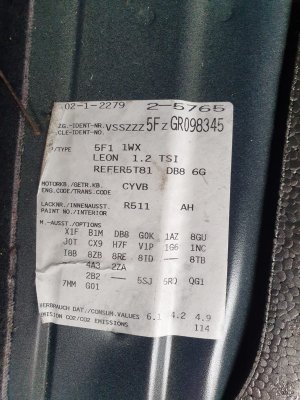 02-1-2279 2-5765
ZG.-IDENT-NR. VSSZZZ5FZGR098345
CLE-IDENT-NO.
/TYPE 5F1 1WX
LEON 1.2 TSI
REFER5T81 DB8 6G
MOTORKB./GETR.KB. CYVB
ENG.CODE/TRANS.CODE
LACKNR./INNENAUSST. R511 AH
PAINT NO./INTERIOR
M.-AUSST./OPTIONS
X1F B1M DB8 G0K 1AZ 8GU
J0T CX9 H7F V1P 1G6 1NC
I8B 8ZB 8RE 8ID --- 8TB
4A3 2ZA
2B2 --- 5SJ 5RQ QG1
7MM G01
ERBRAUCH DAT./CONSUM.VALUES 6.1 4.2 4.9
EMISION CO2/CO2 EMISSIONS 114